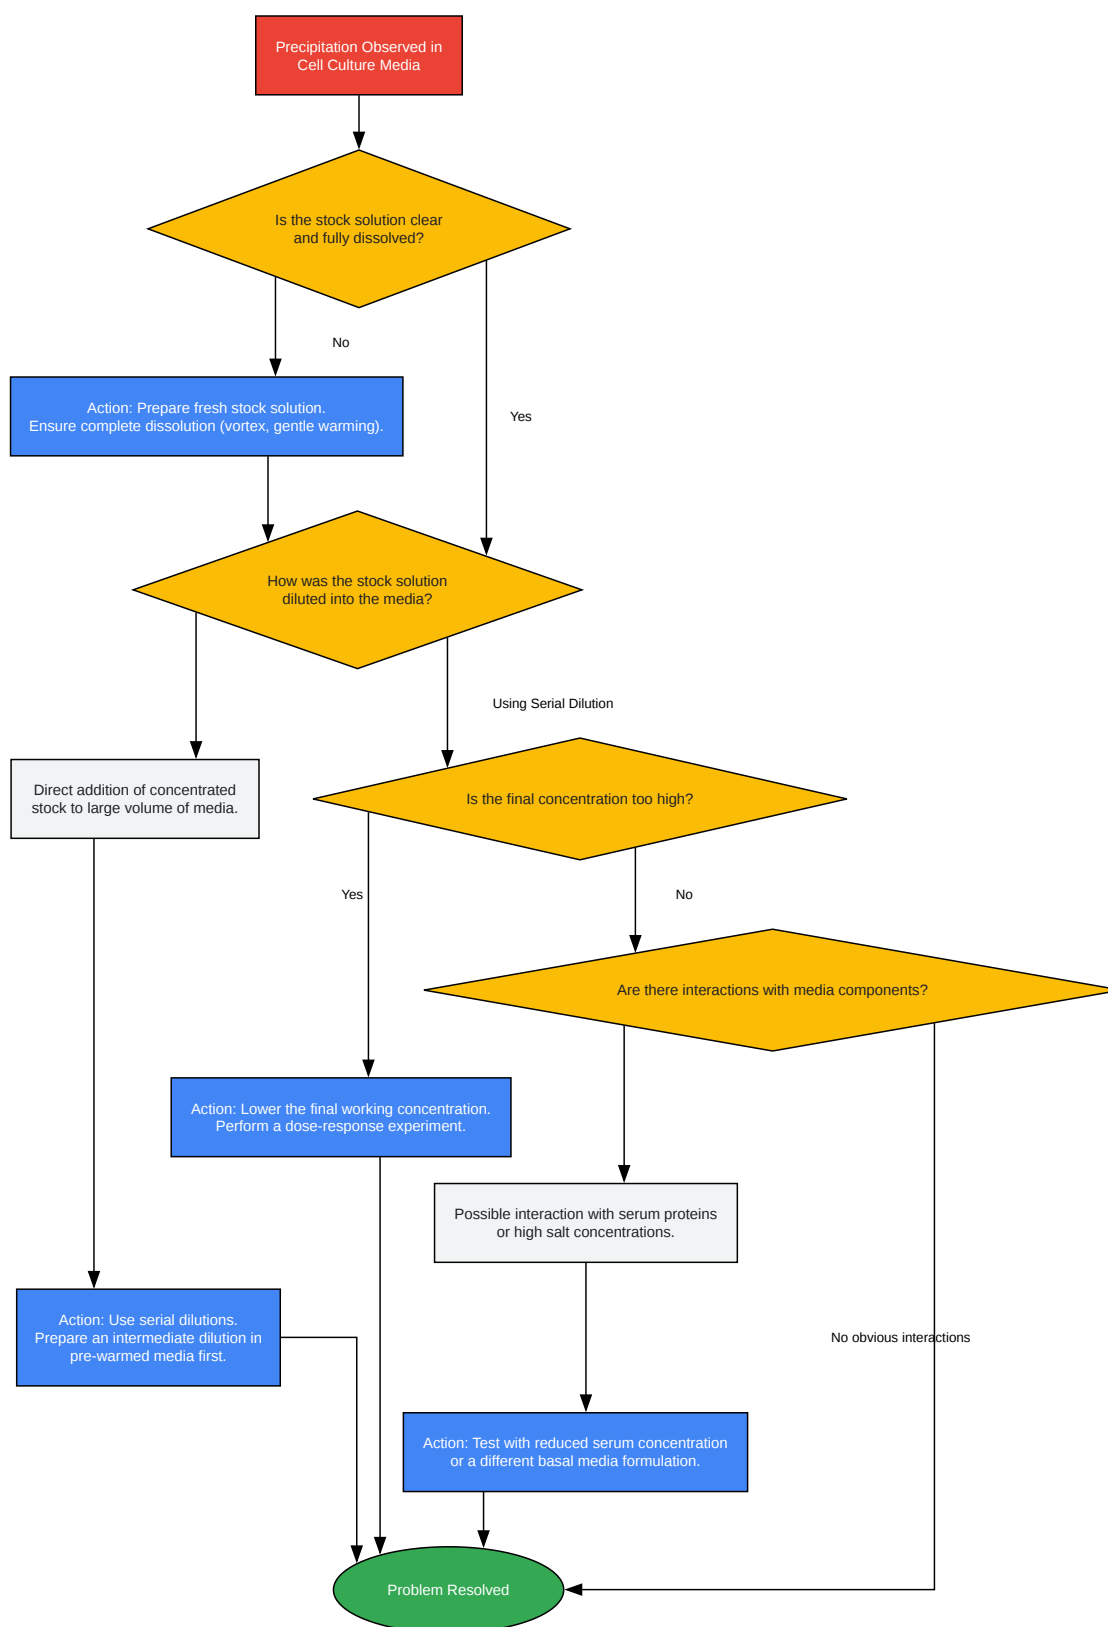 Precipitation Observed in
Cell Culture Media
Is the stock solution clear
and fully dissolved?
No
Yes
Action: Prepare fresh stock solution.
Ensure complete dissolution (vortex, gentle warming).
How was the stock solution
diluted into the media?
Using Serial Dilution
Direct addition of concentrated
stock to large volume of media.
Is the final concentration too high?
Yes
No
Are there interactions with media components?
Action: Lower the final working concentration.
Perform a dose-response experiment.
Possible interaction with serum proteins
or high salt concentrations.
Action: Use serial dilutions.
Prepare an intermediate dilution in
pre-warmed media first.
No obvious interactions
Action: Test with reduced serum concentration
or a different basal media formulation.
Problem Resolved